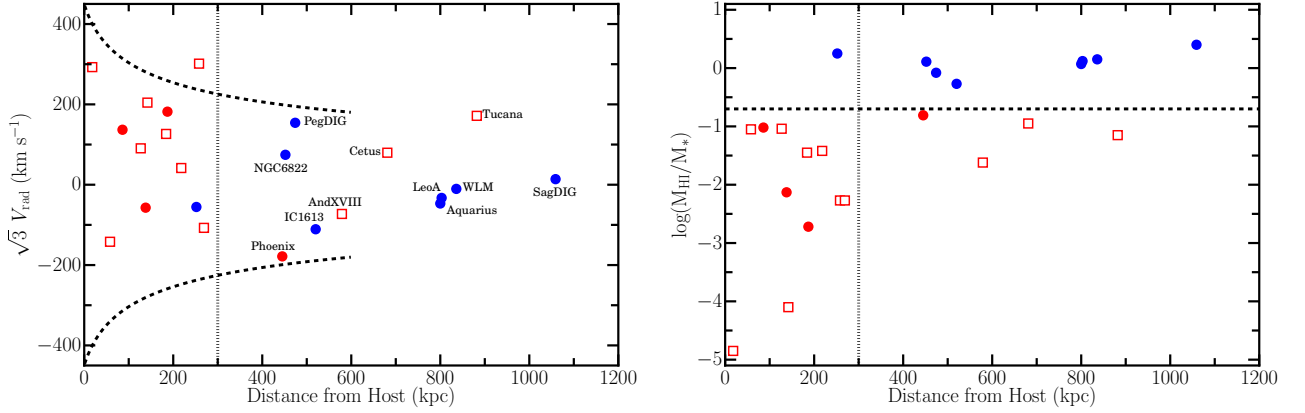 400
200
0
−200
−400
√3 V_rad (km s⁻¹)
PegDIG
NGC6822
Tucana
Cetus
LeoA
WLM
SagDIG
Aquarius
AndXVIII
IC1613
Phoenix
0 200 400 600 800 1000 1200
Distance from Host (kpc)
1
0
−1
−2
−3
−4
−5
log(M_HI/M_*)
0 200 400 600 800 1000 1200
Distance from Host (kpc)